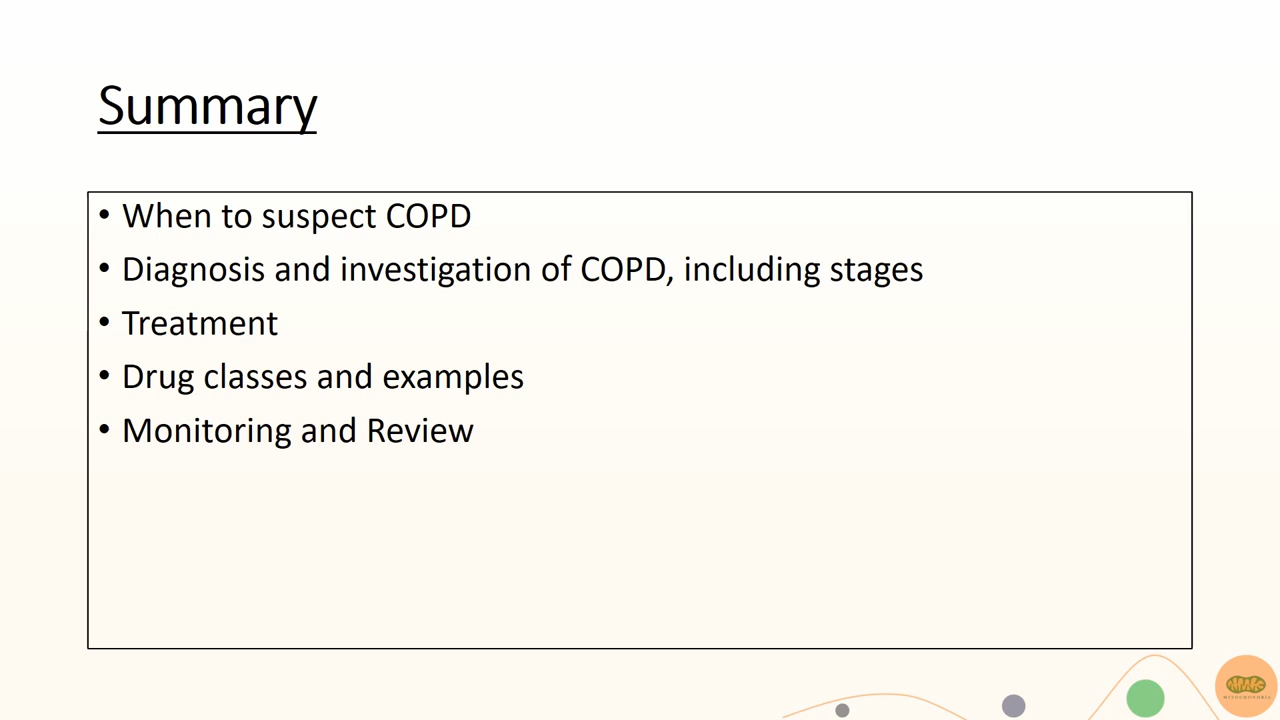 Summary
• When to suspect COPD
• Diagnosis and investigation of COPD, including stages
• Treatment
• Drug classes and examples
• Monitoring and Review
MITOCHONDRIA